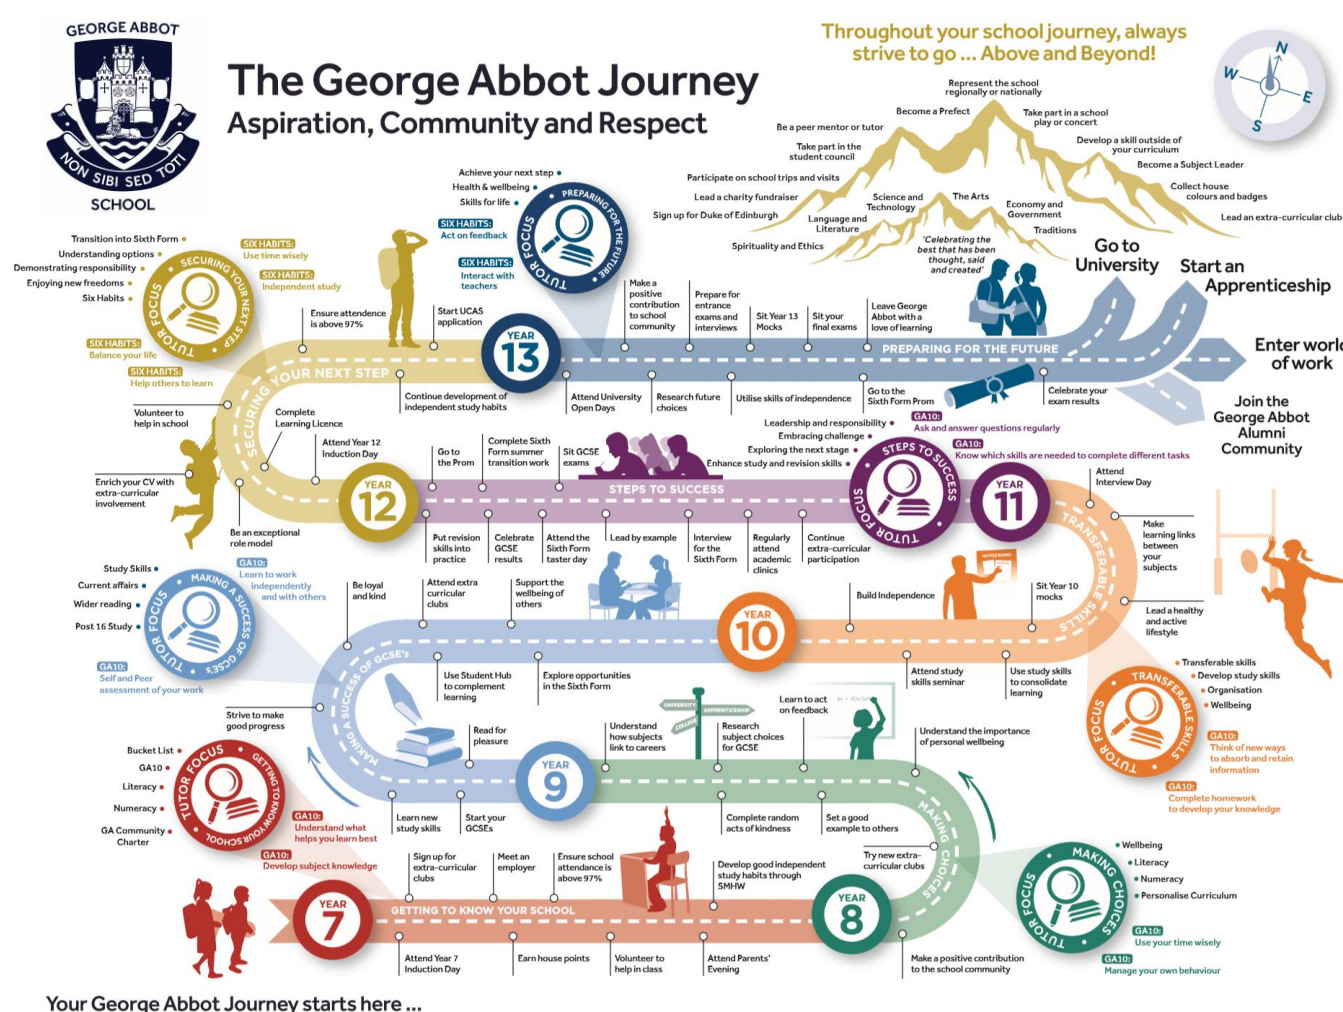 GEORGE ABBOT
NON SIBI SED TOTI
SCHOOL
The George Abbot Journey
Aspiration, Community and Respect
Throughout your school journey, always
strive to go ... Above and Beyond!
N
W
E
S
Represent the school
regionally or nationally
Become a Prefect
Take part in a school
play or concert
Be a peer mentor or tutor
Develop a skill outside of
your curriculum
Take part in the
student council
Become a Subject Leader
Participate on school trips and visits
Collect house
colours and badges
Lead a charity fundraiser
Sign up for Duke of Edinburgh
Lead an extra-curricular club
Science and
Technology
The Arts
Economy and
Government
Language and
Literature
Traditions
Spirituality and Ethics
'Celebrating the
best that has been
thought, said
and created'
Achieve your next step
Health & wellbeing
Skills for life
SIX HABITS:
Act on feedback
SIX HABITS:
Interact with
teachers
TUTOR FOCUS
PREPARING FOR THE FUTURE
Transition into Sixth Form
Understanding options
Demonstrating responsibility
Enjoying new freedoms
Six Habits
TUTOR FOCUS
SECURING YOUR NEXT STEP
SIX HABITS:
Use time wisely
SIX HABITS:
Independent study
SIX HABITS:
Balance your life
SIX HABITS:
Help others to learn
Go to
University
Start an
Apprenticeship
Enter world
of work
Join the
George Abbot
Alumni
Community
Ensure attendence
is above 97%
Start UCAS
application
YEAR
13
Make a
positive
contribution
to school
community
Prepare for
entrance
exams and
interviews
Sit Year 13
Mocks
Sit your
final exams
Leave George
Abbot with a
love of learning
PREPARING FOR THE FUTURE
SECURING YOUR NEXT STEP
Continue development of
independent study habits
Attend University
Open Days
Research future
choices
Utilise skills of independence
Go to the
Sixth Form Prom
Celebrate your
exam results
Volunteer to
help in school
Complete
Learning Licence
Attend Year 12
Induction Day
Enrich your CV with
extra-curricular
involvement
Be an exceptional
role model
YEAR
12
Go to
the Prom
Complete Sixth
Form summer
transition work
Sit GCSE
exams
STEPS TO SUCCESS
Leadership and responsibility
Embracing challenge
Exploring the next stage
Enhance study and revision skills
GA10:
Ask and answer questions regularly
GA10:
Know which skills are needed to complete different tasks
TUTOR FOCUS
STEPS TO SUCCESS
YEAR
11
Put revision
skills into
practice
Celebrate
GCSE
results
Attend the
Sixth Form
taster day
Lead by example
Interview
for the
Sixth Form
Regularly
attend
academic
clinics
Continue
extra-curricular
participation
Attend
Interview Day
Make
learning links
between
your
subjects
TRANSFERABLE SKILLS
NOTICE BOARD
Build Independence
Sit Year 10
mocks
Lead a healthy
and active
lifestyle
YEAR
10
Attend study
skills seminar
Use study skills
to consolidate
learning
Transferable skills
Develop study skills
Organisation
Wellbeing
TUTOR FOCUS
TRANSFERABLE SKILLS
GA10:
Think of new ways
to absorb and retain
information
GA10:
Complete homework
to develop your knowledge
Study Skills
Current affairs
Wider reading
Post 16 Study
TUTOR FOCUS
MAKING A SUCCESS OF GCSE's
GA10:
Learn to work
independently
and with others
GA10:
Self and Peer
assessment of your work
Be loyal
and kind
Attend extra
curricular
clubs
Support the
wellbeing of
others
MAKING A SUCCESS OF GCSE's
Use Student Hub
to complement
learning
Explore opportunities
in the Sixth Form
Strive to make
good progress
Read for
pleasure
YEAR
9
Learn new
study skills
Start your
GCSEs
Understand
how subjects
link to careers
UNIVERSITY
APPRENTICESHIP
COLLEGE
Research
subject choices
for GCSE
Learn to act
on feedback
Understand the importance
of personal wellbeing
MAKING CHOICES
Complete random
acts of kindness
Set a good
example to others
Try new extra-
curricular clubs
Bucket List
GA10
Literacy
Numeracy
GA Community
Charter
TUTOR FOCUS
GETTING TO KNOW YOUR SCHOOL
GA10:
Understand what
helps you learn best
GA10:
Develop subject knowledge
Sign up for
extra-curricular
clubs
Meet an
employer
Ensure school
attendance is
above 97%
Develop good independent
study habits through
SMHW
YEAR
7
GETTING TO KNOW YOUR SCHOOL
YEAR
8
Attend Year 7
Induction Day
Earn house points
Volunteer to
help in class
Attend Parents'
Evening
Make a positive contribution
to the school community
Wellbeing
Literacy
Numeracy
Personalise Curriculum
TUTOR FOCUS
MAKING CHOICES
GA10:
Use your time wisely
GA10:
Manage your own behaviour
Your George Abbot Journey starts here ...